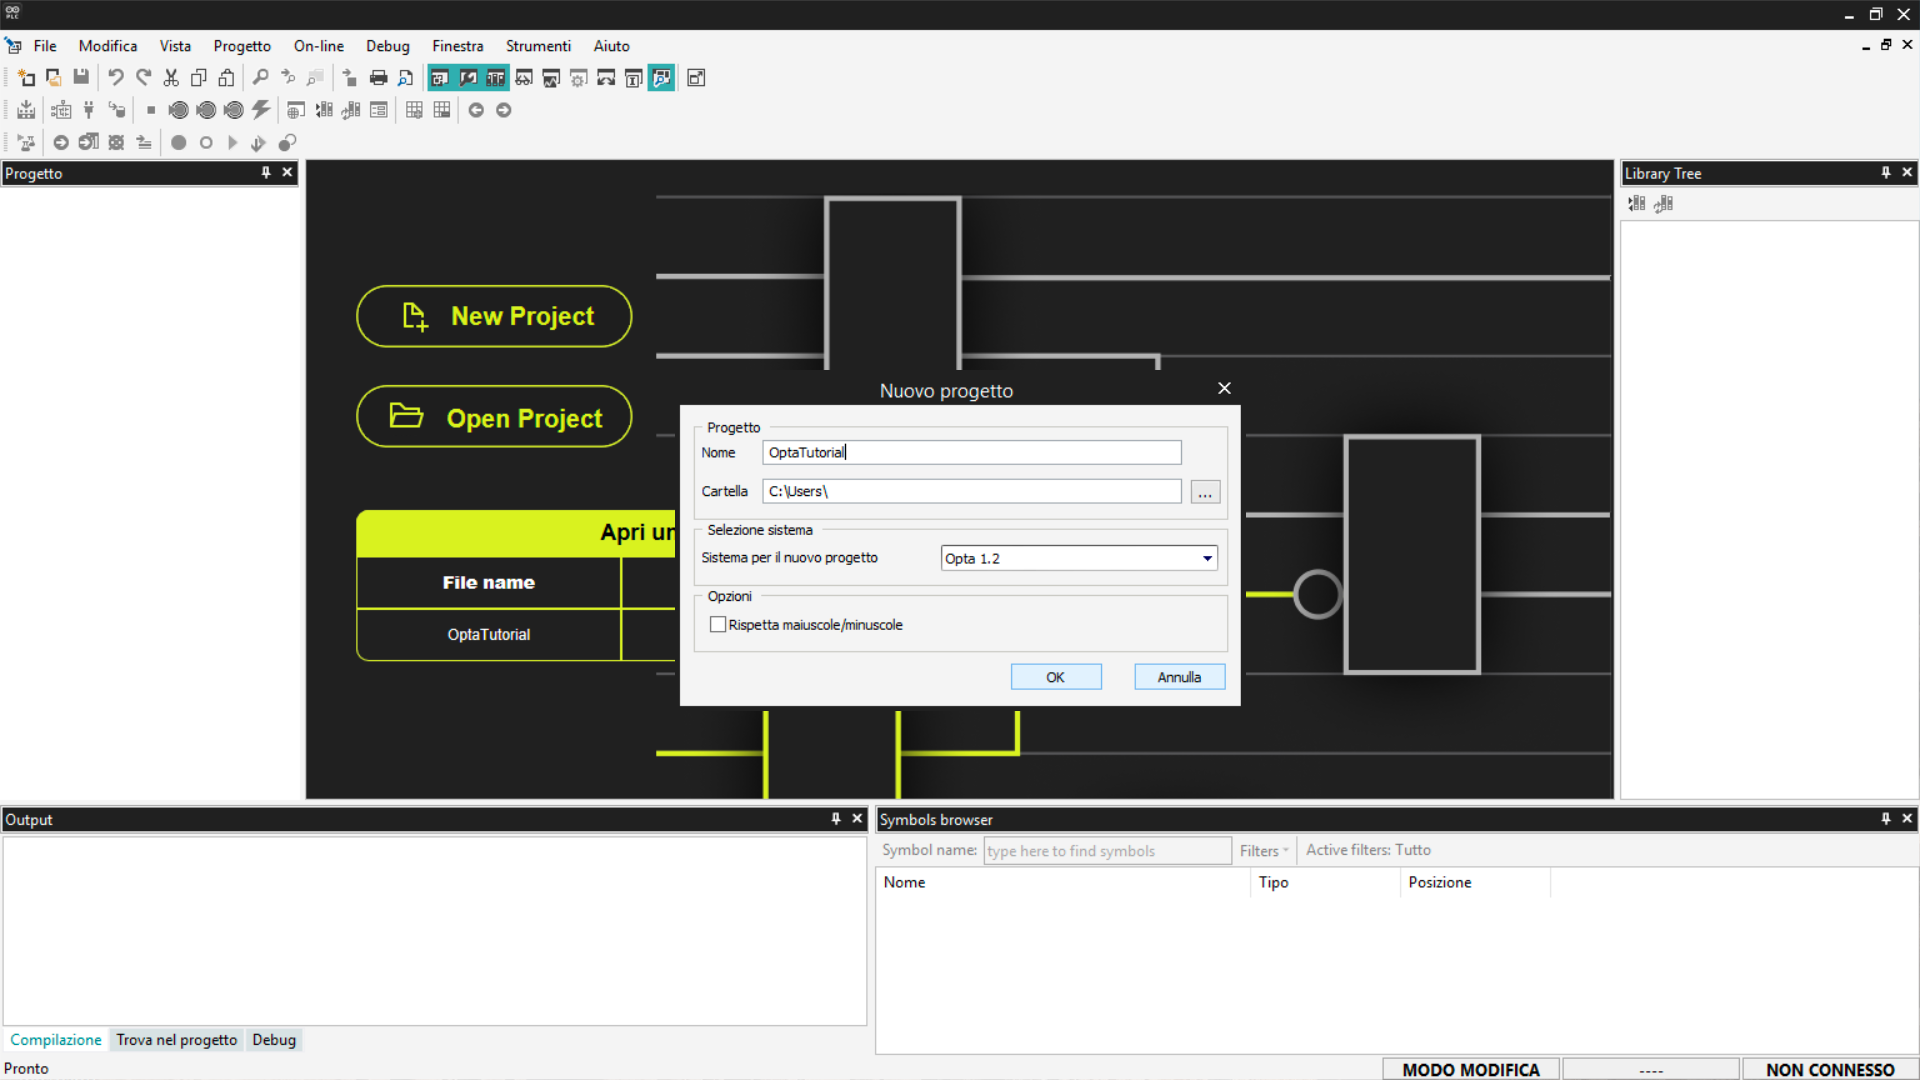 PLC
File Modifica Vista Progetto On-line Debug Finestra Strumenti Aiuto
Progetto
Library Tree
New Project
Open Project
Apri un
File name
OptaTutorial
Nuovo progetto
Progetto
Nome OptaTutorial
Cartella C:\Users\ ...
Selezione sistema
Sistema per il nuovo progetto Opta 1.2
Opzioni
Rispetta maiuscole/minuscole
OK Annulla
Output
Compilazione Trova nel progetto Debug
Symbols browser
Symbol name: type here to find symbols Filters Active filters: Tutto
Nome Tipo Posizione
Pronto
MODO MODIFICA ---- NON CONNESSO